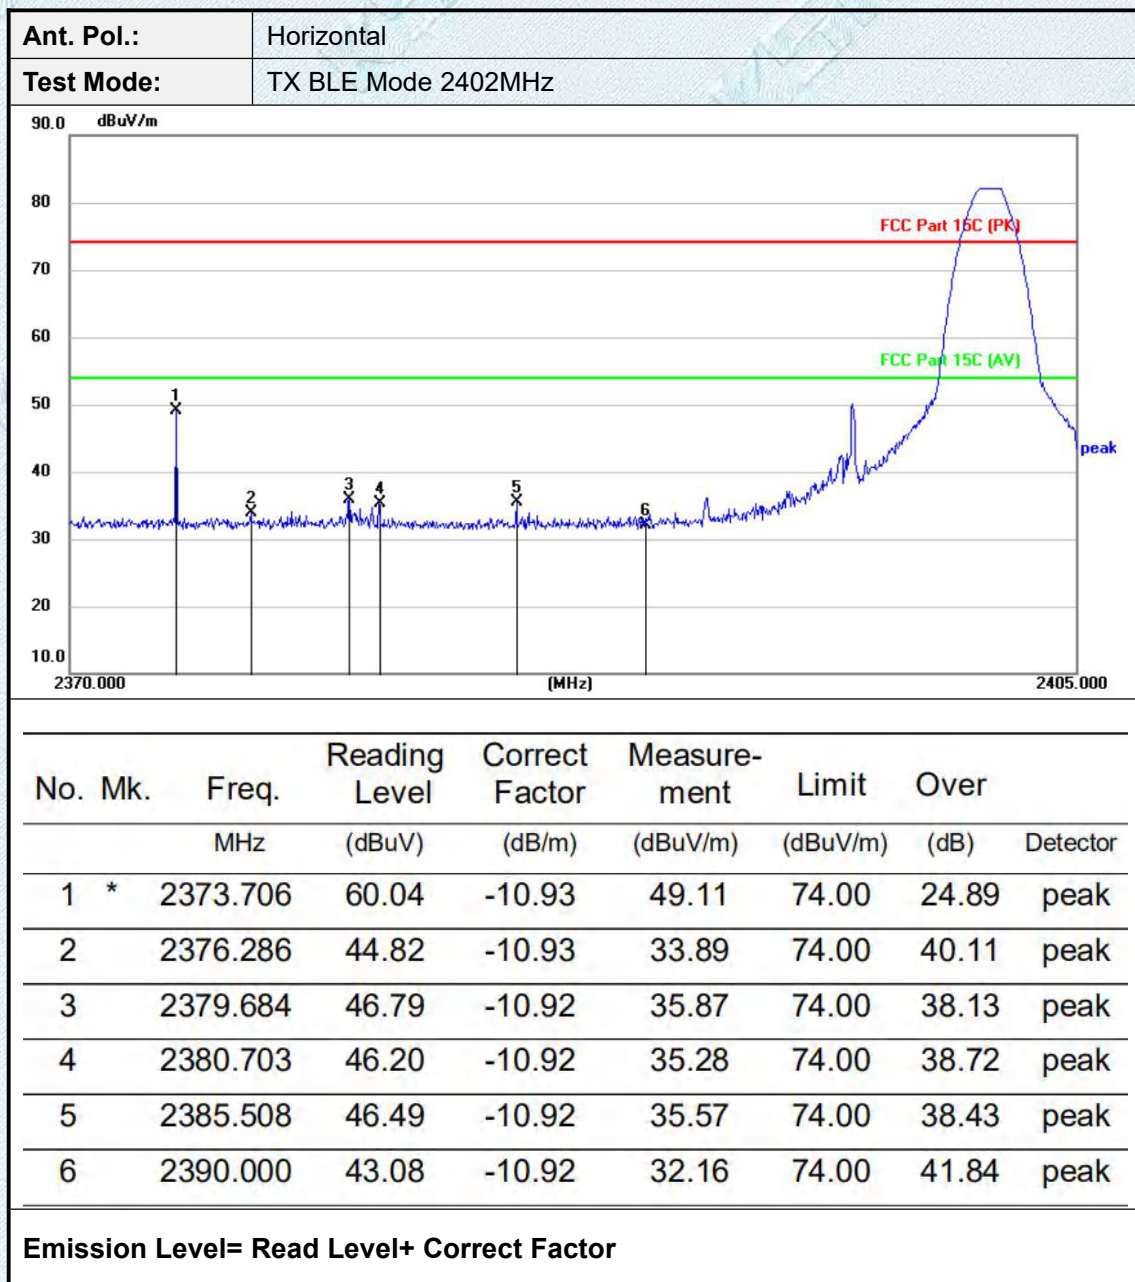 Ant. Pol.: Horizontal
Test Mode: TX BLE Mode 2402MHz
90.0 dBuV/m
80
FCC Part 15C (PK)
70
60
FCC Part 15C (AV)
50
1
peak
40
3 4 5
2 6
30
20
10.0
2370.000 (MHz) 2405.000
No. Mk. Freq. Reading Level Correct Factor Measure-ment Limit Over
MHz (dBuV) (dB/m) (dBuV/m) (dBuV/m) (dB) Detector
1 * 2373.706 60.04 -10.93 49.11 74.00 24.89 peak
2 2376.286 44.82 -10.93 33.89 74.00 40.11 peak
3 2379.684 46.79 -10.92 35.87 74.00 38.13 peak
4 2380.703 46.20 -10.92 35.28 74.00 38.72 peak
5 2385.508 46.49 -10.92 35.57 74.00 38.43 peak
6 2390.000 43.08 -10.92 32.16 74.00 41.84 peak
Emission Level= Read Level+ Correct Factor